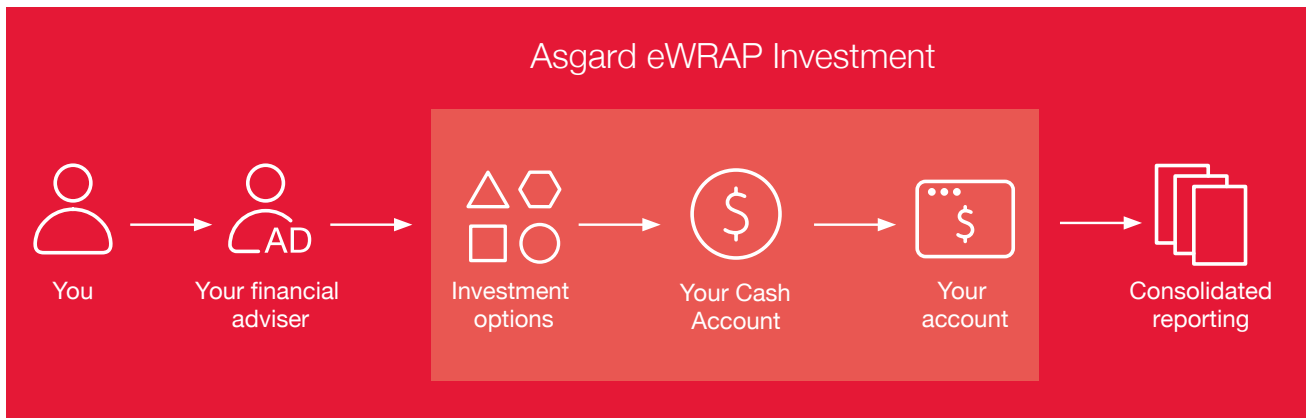 Asgard eWRAP Investment
AD
$
$
You
Your financial
adviser
Investment
options
Your Cash
Account
Your
account
Consolidated
reporting